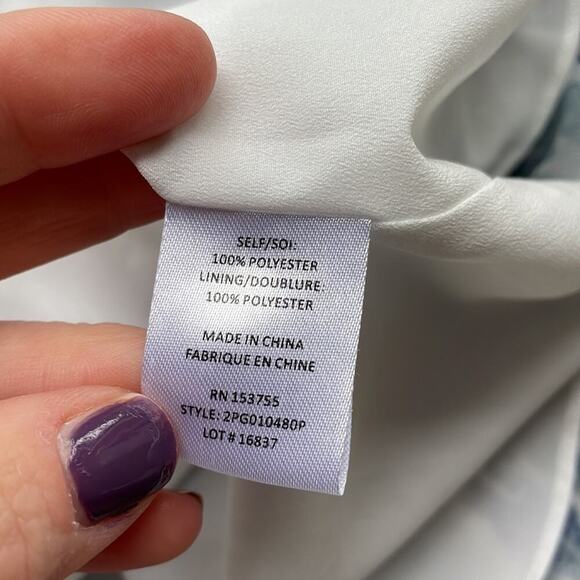 SELF/SOI:
100% POLYESTER
LINING/DOUBLURE:
100% POLYESTER
MADE IN CHINA
FABRIQUE EN CHINE
RN 153755
STYLE: 2PG010480P
LOT # 16837